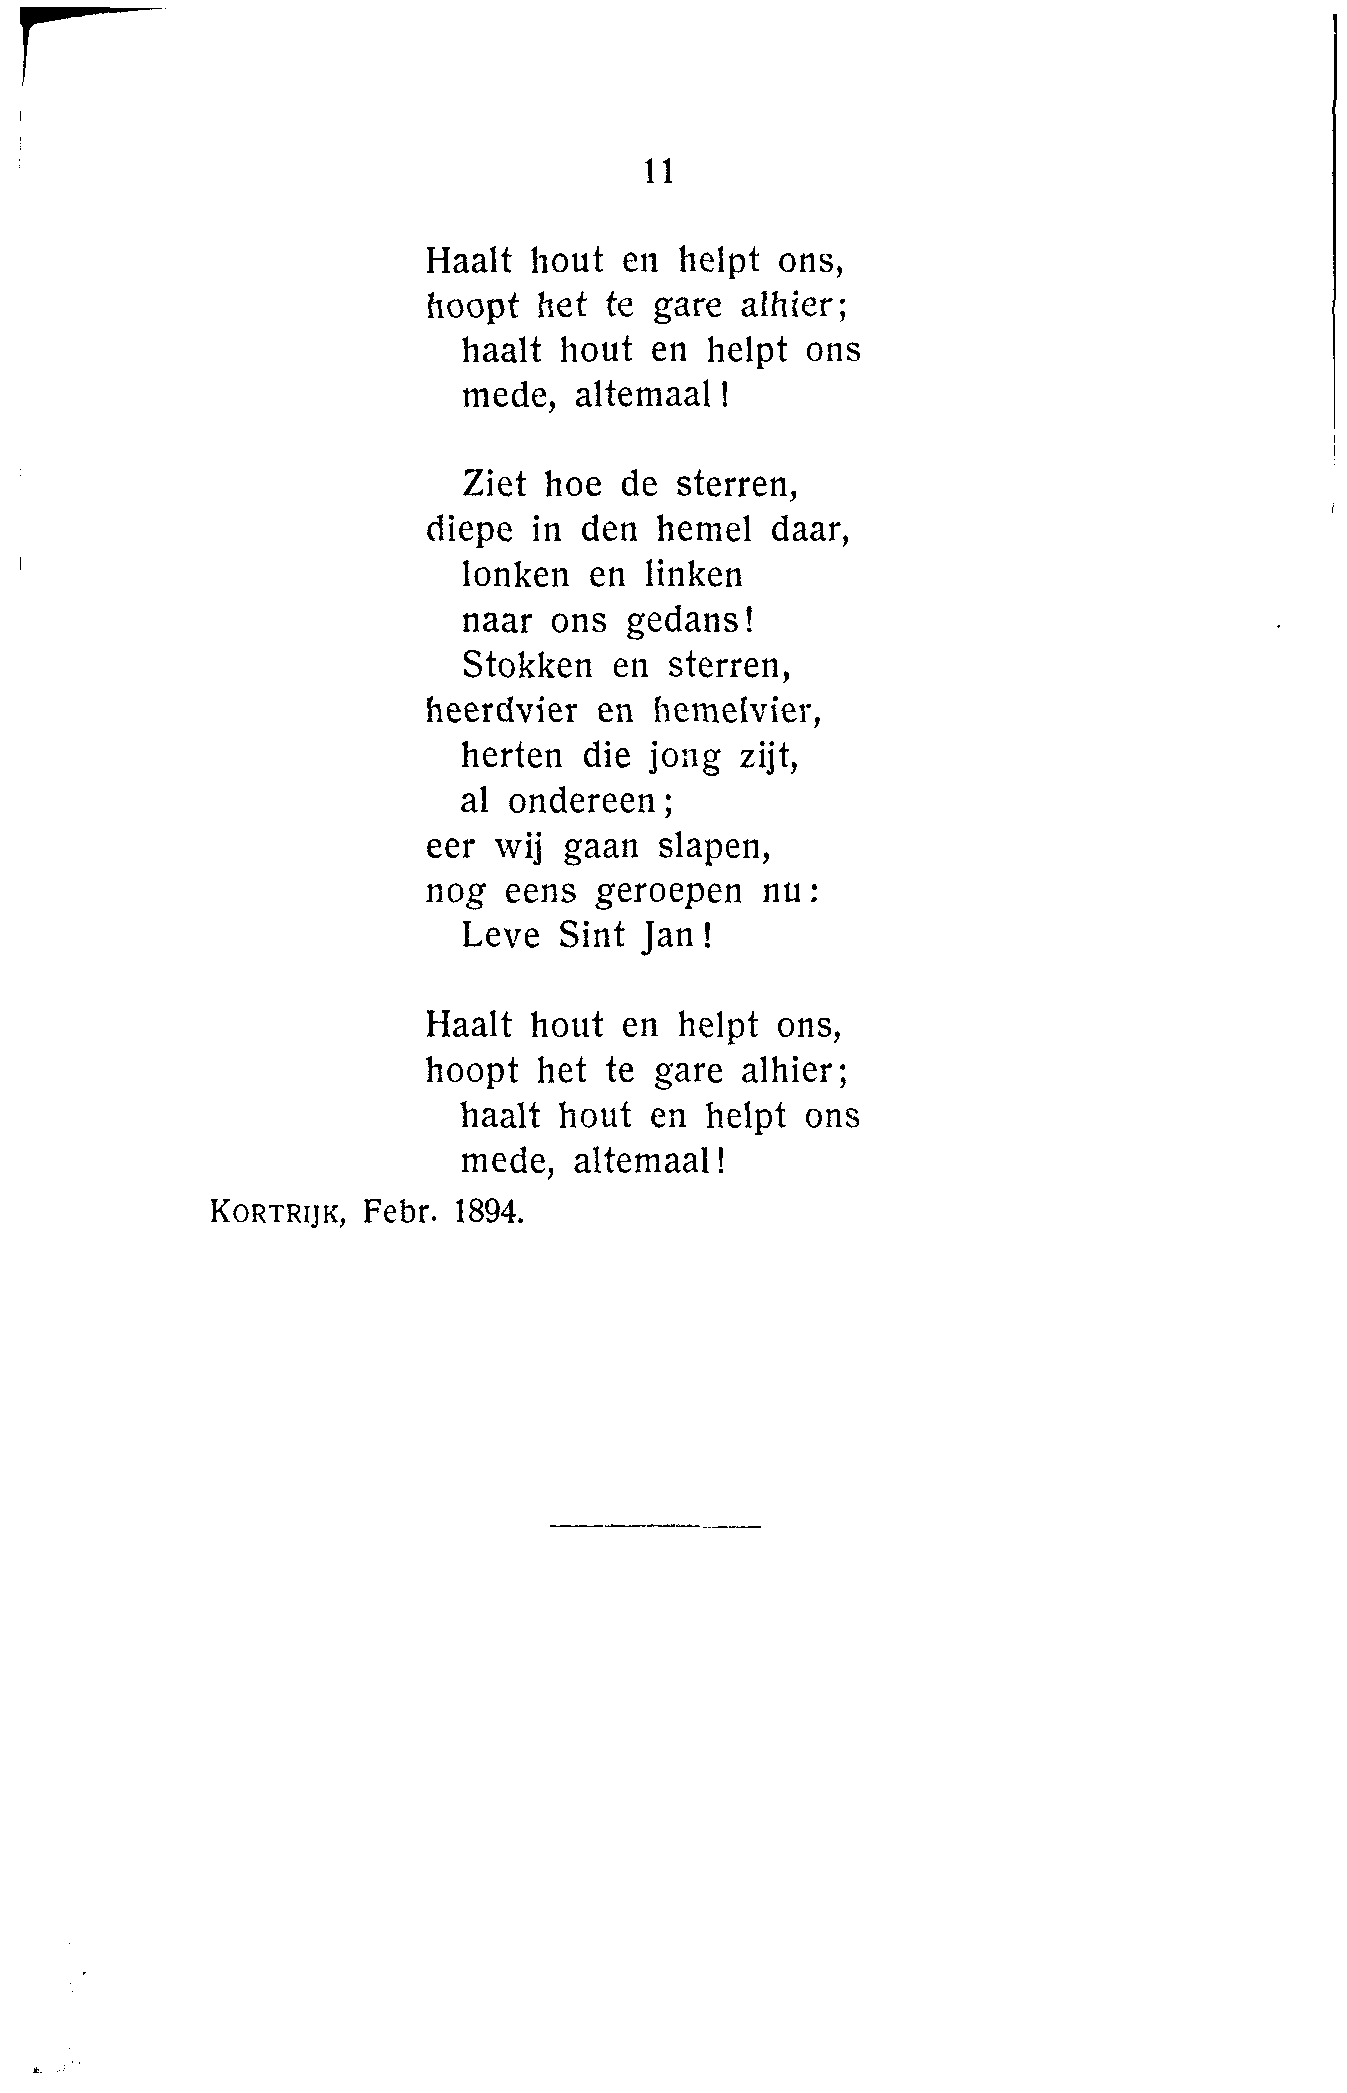 11
Haalt hout en helpt ons,
hoopt het te gare alhier;
haalt hout en helpt ons
mede, altemaal!
Ziet hoe de sterren,
diepe in den hemel daar,
lonken en linken
naar ons gedans!
Stokken en sterren,
heerdvier en hemelvier,
herten die jong zijt,
al ondereen;
eer wij gaan slapen,
nog eens geroepen nu:
Leve Sint Jan!
Haalt hout en helpt ons,
hoopt het te gare alhier;
haalt hout en helpt ons
mede, altemaal!
KORTRIJK, Febr. 1894.